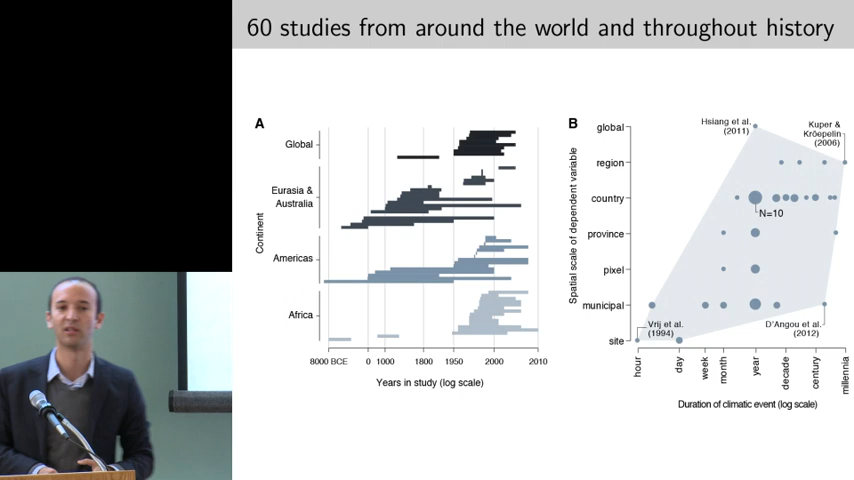 60 studies from around the world and throughout history
A
Global
Eurasia &
Australia
Americas
Africa
Continent
8000 BCE 0 1000 1800 1950 2000 2010
Years in study (log scale)
B
global
region
country
province
pixel
municipal
site
Spatial scale of dependent variable
Hsiang et al.
(2011)
Kuper &
Kröepelin
(2006)
N=10
Vrij et al.
(1994)
D'Angou et al.
(2012)
hour day week month year decade century millennia
Duration of climatic event (log scale)